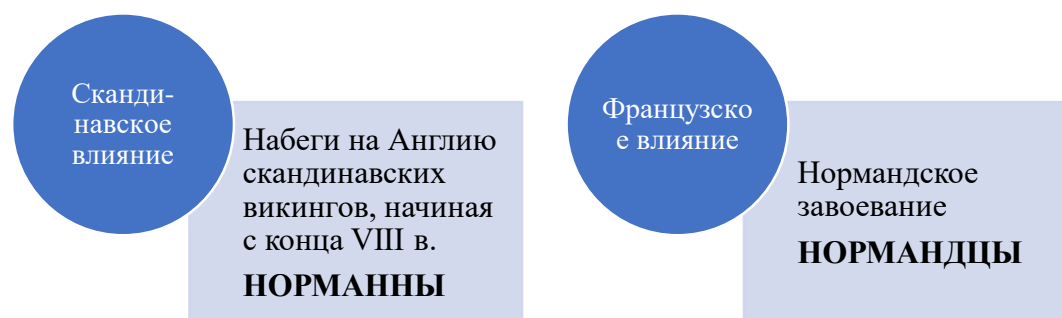 Сканди-
навское
влияние
Набеги на Англию
скандинавских
викингов, начиная
с конца VIII в.
НОРМАННЫ
Французско
е влияние
Нормандское
завоевание
НОРМАНДЦЫ